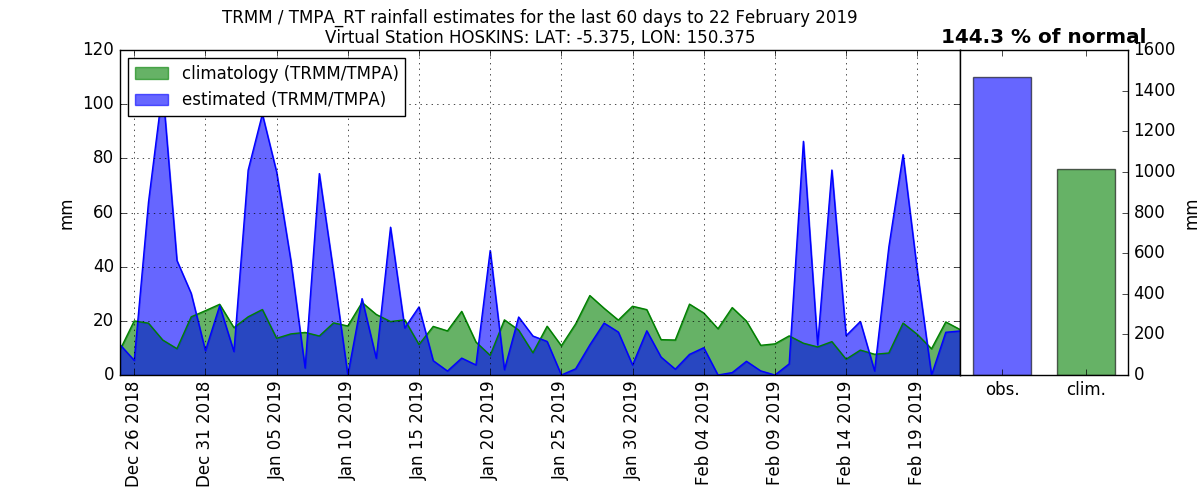 TRMM / TMPA_RT rainfall estimates for the last 60 days to 22 February 2019
Virtual Station HOSKINS: LAT: -5.375, LON: 150.375
144.3 % of normal
climatology (TRMM/TMPA)
estimated (TRMM/TMPA)
120
100
80
60
40
20
0
mm
1600
1400
1200
1000
800
600
400
200
0
mm
Dec 26 2018
Dec 31 2018
Jan 05 2019
Jan 10 2019
Jan 15 2019
Jan 20 2019
Jan 25 2019
Jan 30 2019
Feb 04 2019
Feb 09 2019
Feb 14 2019
Feb 19 2019
obs.
clim.